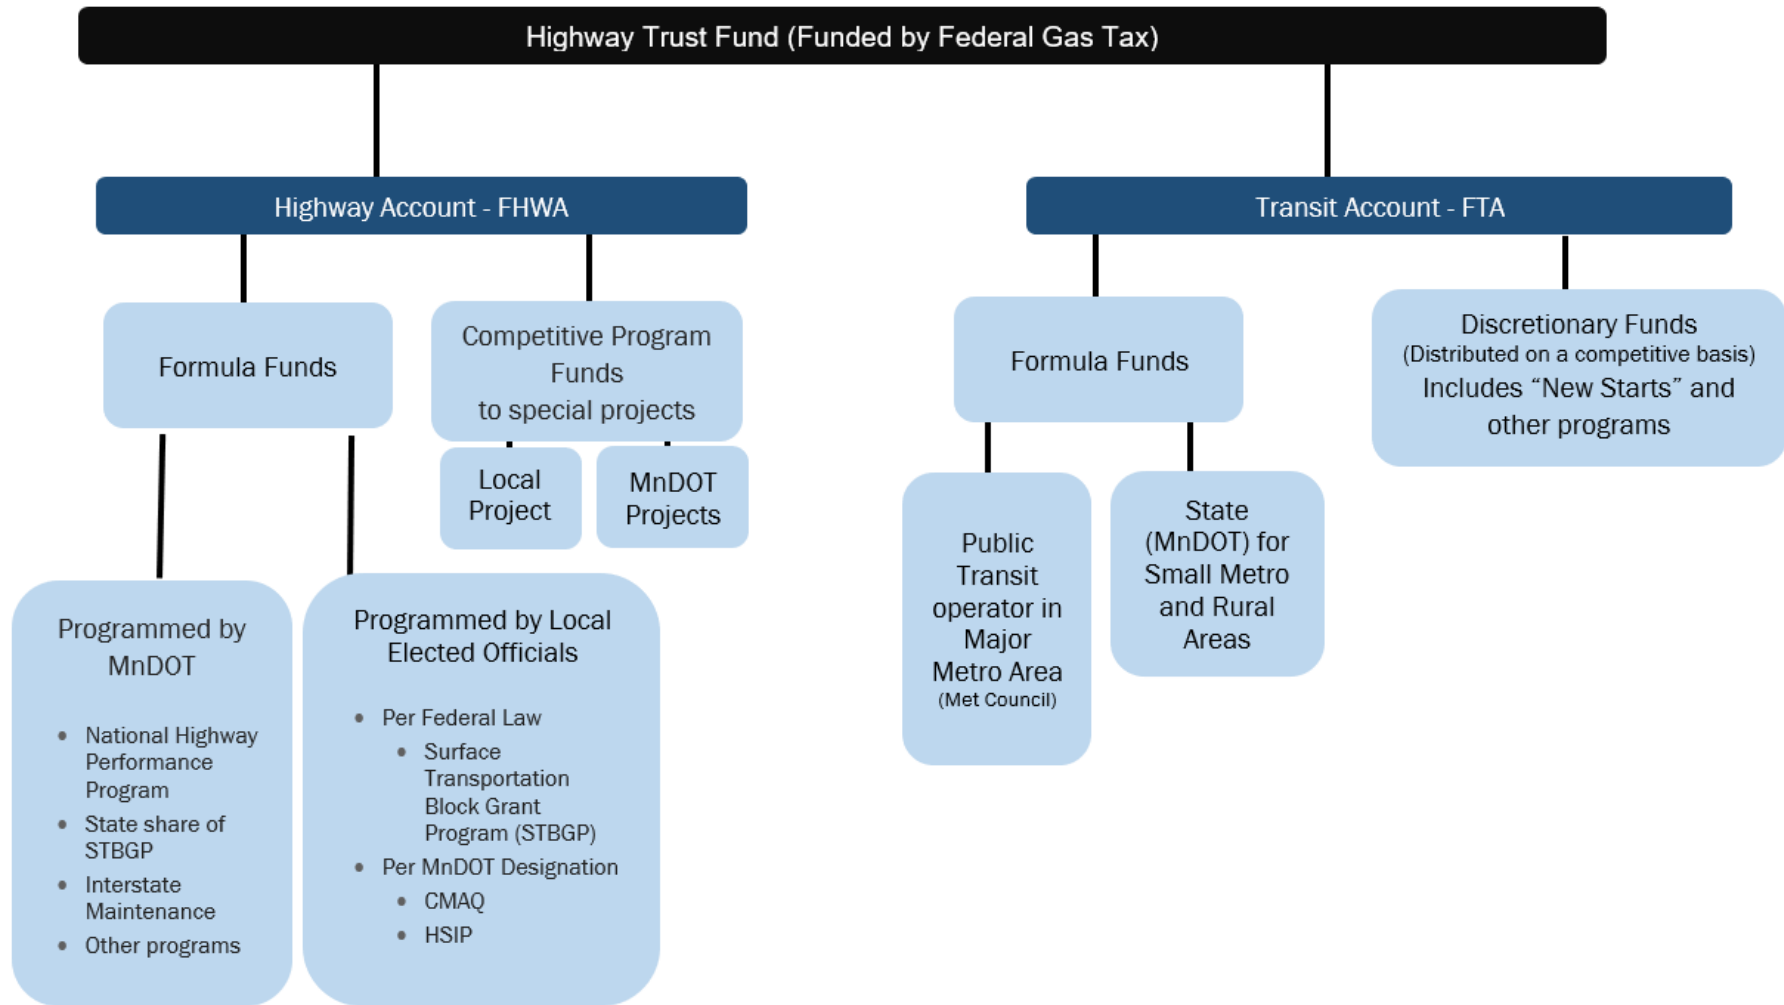 Highway Trust Fund (Funded by Federal Gas Tax)
Highway Account - FHWA
Formula Funds
Competitive Program
Funds
to special projects
Local
Project
MnDOT
Projects
Programmed by
MnDOT
• National Highway
Performance
Program
• State share of
STBGP
• Interstate
Maintenance
• Other programs
Programmed by Local
Elected Officials
• Per Federal Law
• Surface
Transportation
Block Grant
Program (STBGP)
• Per MnDOT Designation
• CMAQ
• HSIP
Transit Account - FTA
Formula Funds
Discretionary Funds
(Distributed on a competitive basis)
Includes “New Starts” and
other programs
Public
Transit
operator in
Major
Metro Area
(Met Council)
State
(MnDOT) for
Small Metro
and Rural
Areas